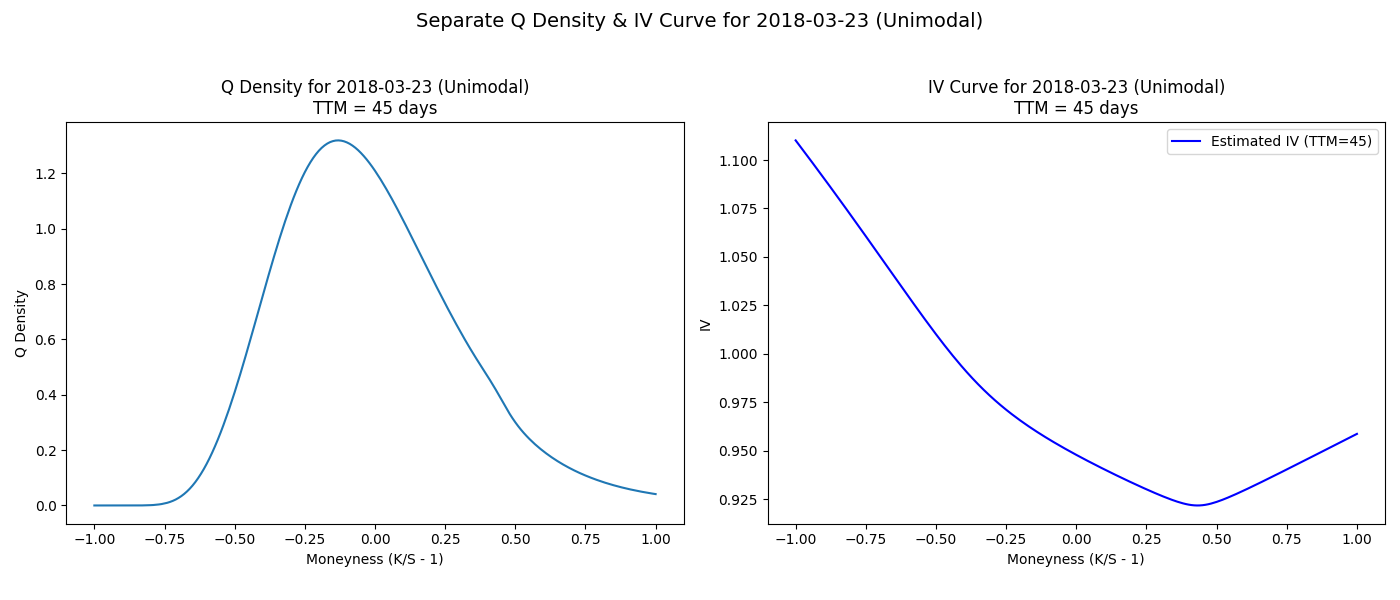 Separate Q Density & IV Curve for 2018-03-23 (Unimodal)
Q Density for 2018-03-23 (Unimodal)
TTM = 45 days
1.2
1.0
0.8
0.6
0.4
0.2
0.0
Q Density
−1.00 −0.75 −0.50 −0.25 0.00 0.25 0.50 0.75 1.00
Moneyness (K/S - 1)
IV Curve for 2018-03-23 (Unimodal)
TTM = 45 days
Estimated IV (TTM=45)
1.100
1.075
1.050
1.025
1.000
0.975
0.950
0.925
IV
−1.00 −0.75 −0.50 −0.25 0.00 0.25 0.50 0.75 1.00
Moneyness (K/S - 1)